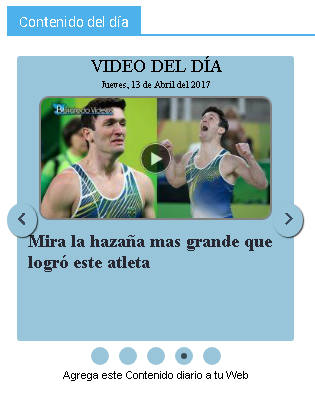 Contenido del día
VIDEO DEL DÍA
Jueves, 13 de Abril del 2017
Mira la hazaña mas grande que
logró este atleta
Agrega este Contenido diario a tu Web